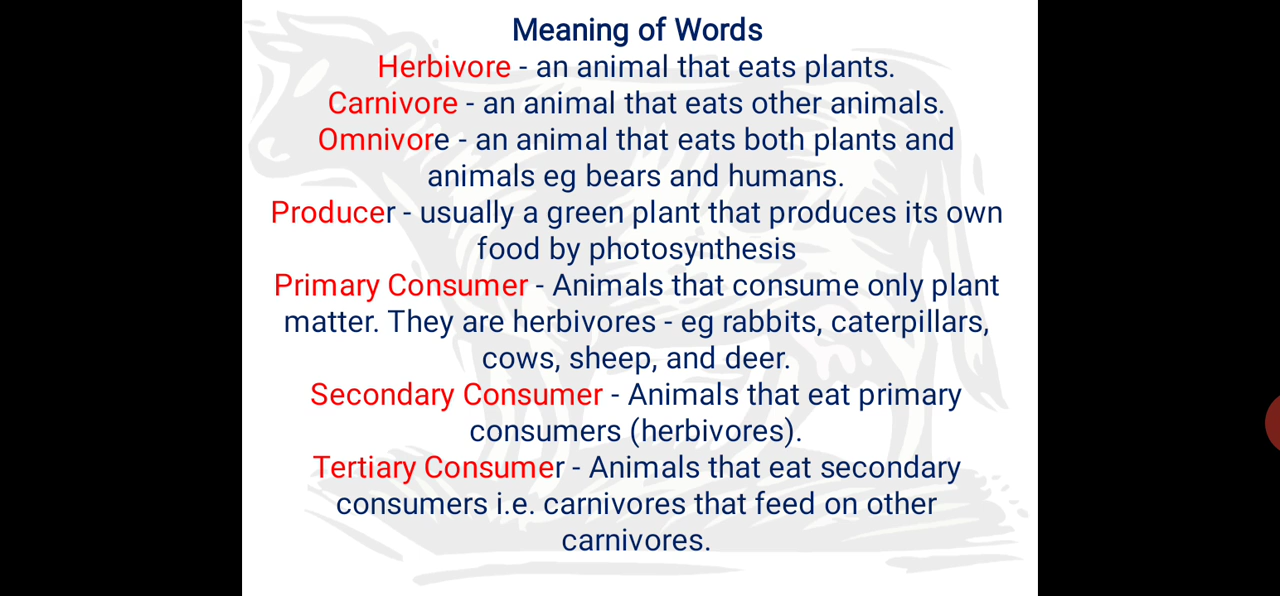 Meaning of Words
Herbivore - an animal that eats plants.
Carnivore - an animal that eats other animals.
Omnivore - an animal that eats both plants and
animals eg bears and humans.
Producer - usually a green plant that produces its own
food by photosynthesis
Primary Consumer - Animals that consume only plant
matter. They are herbivores - eg rabbits, caterpillars,
cows, sheep, and deer.
Secondary Consumer - Animals that eat primary
consumers (herbivores).
Tertiary Consumer - Animals that eat secondary
consumers i.e. carnivores that feed on other
carnivores.